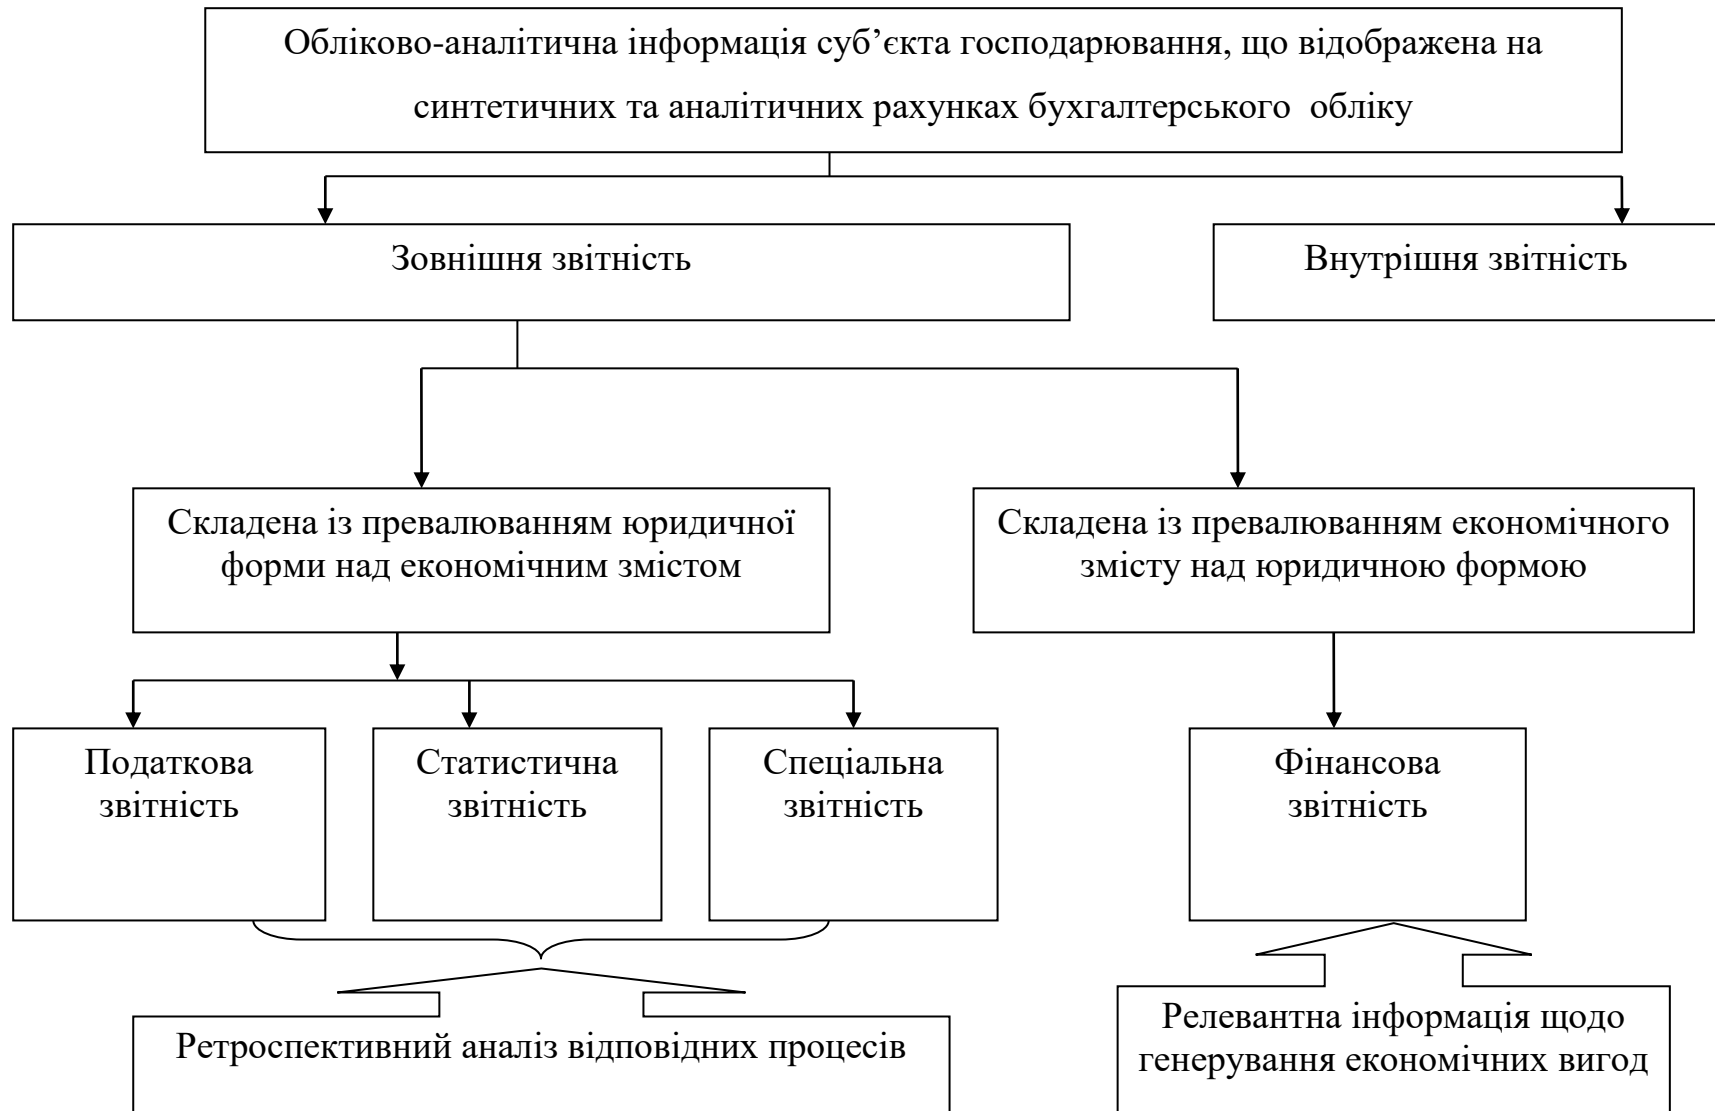 Обліково-аналітична інформація суб’єкта господарювання, що відображена на
синтетичних та аналітичних рахунках бухгалтерського обліку
Зовнішня звітність
Внутрішня звітність
Складена із превалюванням юридичної
форми над економічним змістом
Складена із превалюванням економічного
змісту над юридичною формою
Податкова
звітність
Статистична
звітність
Спеціальна
звітність
Фінансова
звітність
Ретроспективний аналіз відповідних процесів
Релевантна інформація щодо
генерування економічних вигод